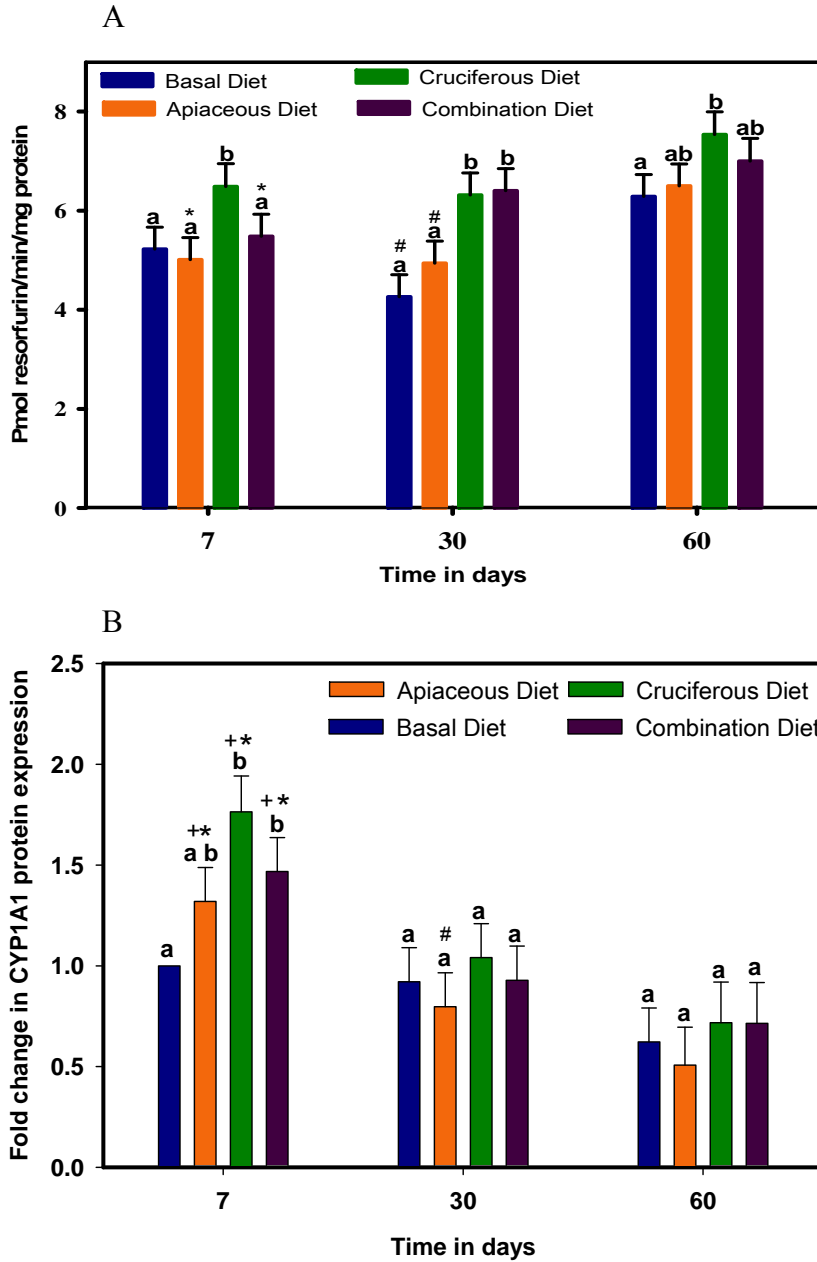 A
Basal Diet Cruciferous Diet
Apiaceous Diet Combination Diet
Pmol resorfurin/min/mg protein
8
6
4
2
0
a * a b * a
# a # a b b
a ab b ab
7 30 60
Time in days
B
Fold change in CYP1A1 protein expression
2.5
2.0
1.5
1.0
0.5
0.0
Apiaceous Diet Cruciferous Diet
Basal Diet Combination Diet
a +* a b +* b +* b
a # a a a
a a a a
7 30 60
Time in days